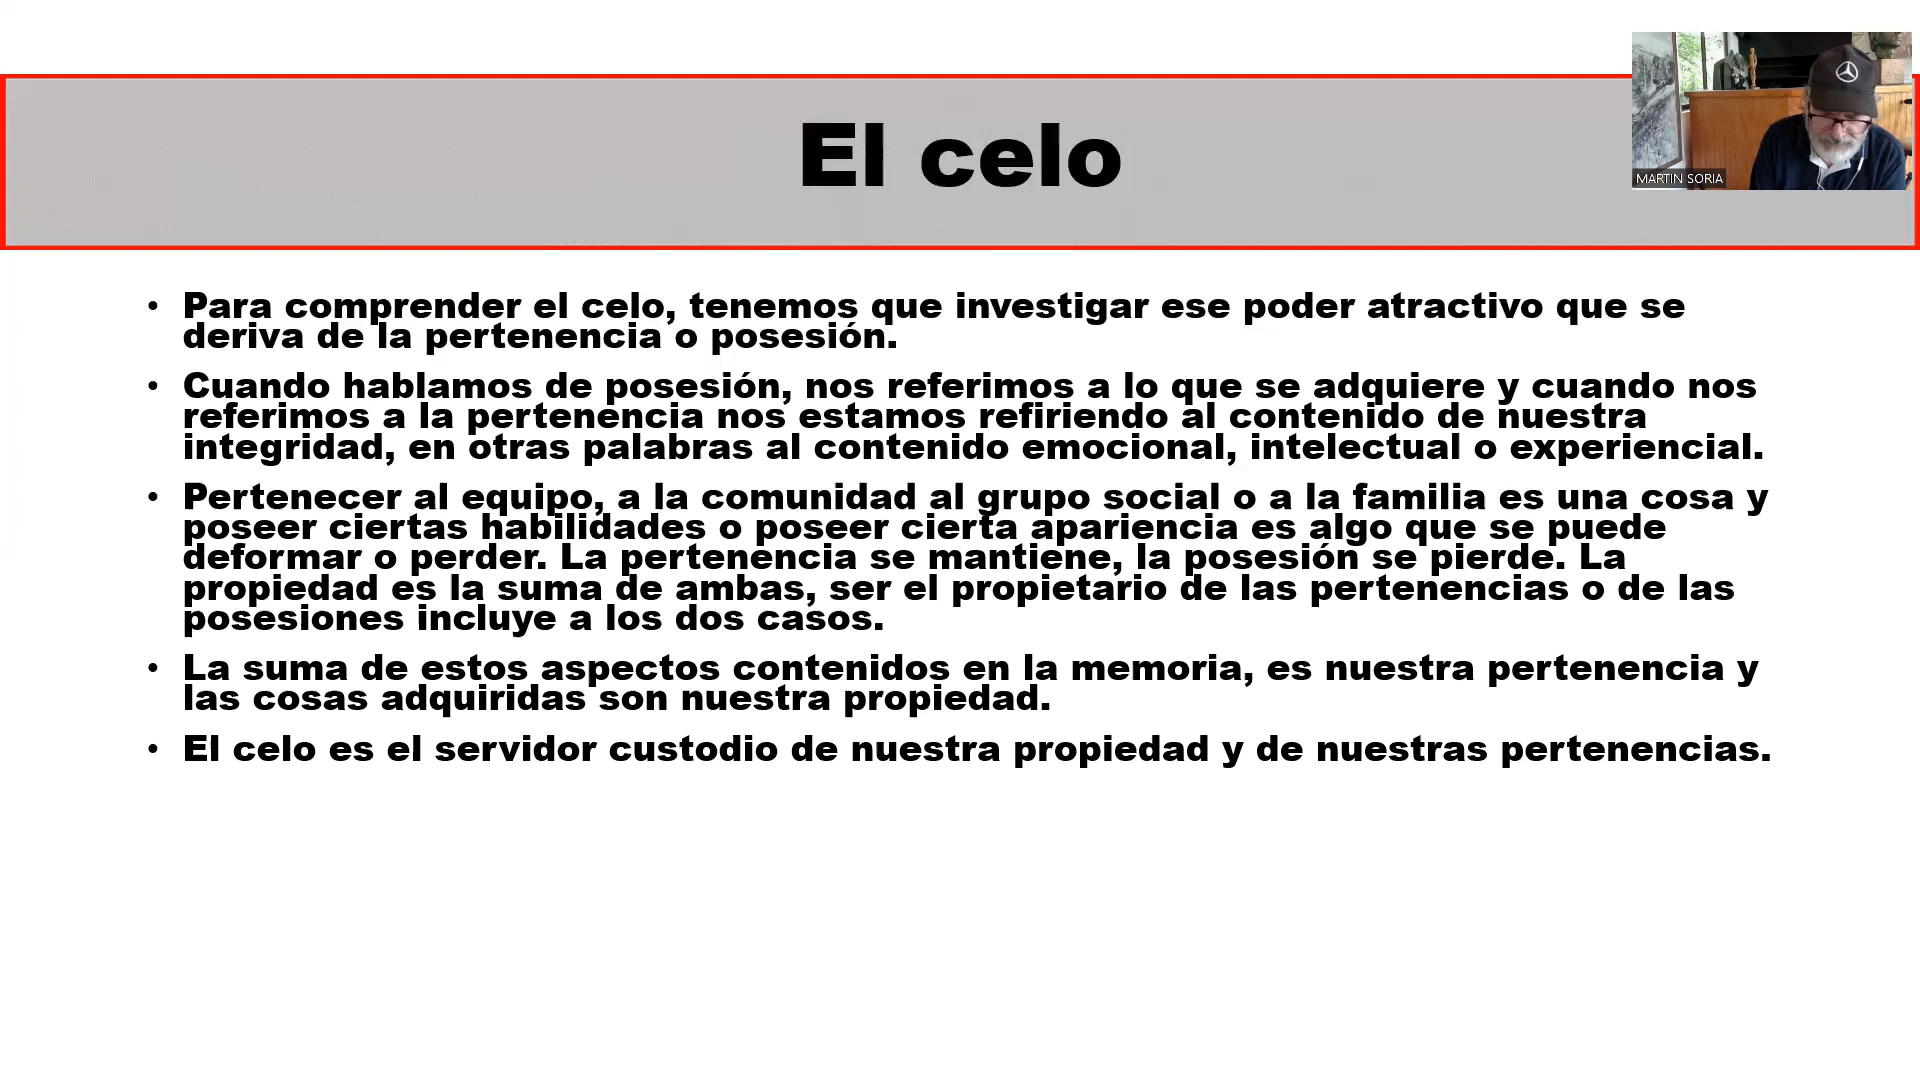 El celo
MARTIN SORIA
• Para comprender el celo, tenemos que investigar ese poder atractivo que se
deriva de la pertenencia o posesión.
• Cuando hablamos de posesión, nos referimos a lo que se adquiere y cuando nos
referimos a la pertenencia nos estamos refiriendo al contenido de nuestra
integridad, en otras palabras al contenido emocional, intelectual o experiencial.
• Pertenecer al equipo, a la comunidad al grupo social o a la familia es una cosa y
poseer ciertas habilidades o poseer cierta apariencia es algo que se puede
deformar o perder. La pertenencia se mantiene, la posesión se pierde. La
propiedad es la suma de ambas, ser el propietario de las pertenencias o de las
posesiones incluye a los dos casos.
• La suma de estos aspectos contenidos en la memoria, es nuestra pertenencia y
las cosas adquiridas son nuestra propiedad.
• El celo es el servidor custodio de nuestra propiedad y de nuestras pertenencias.